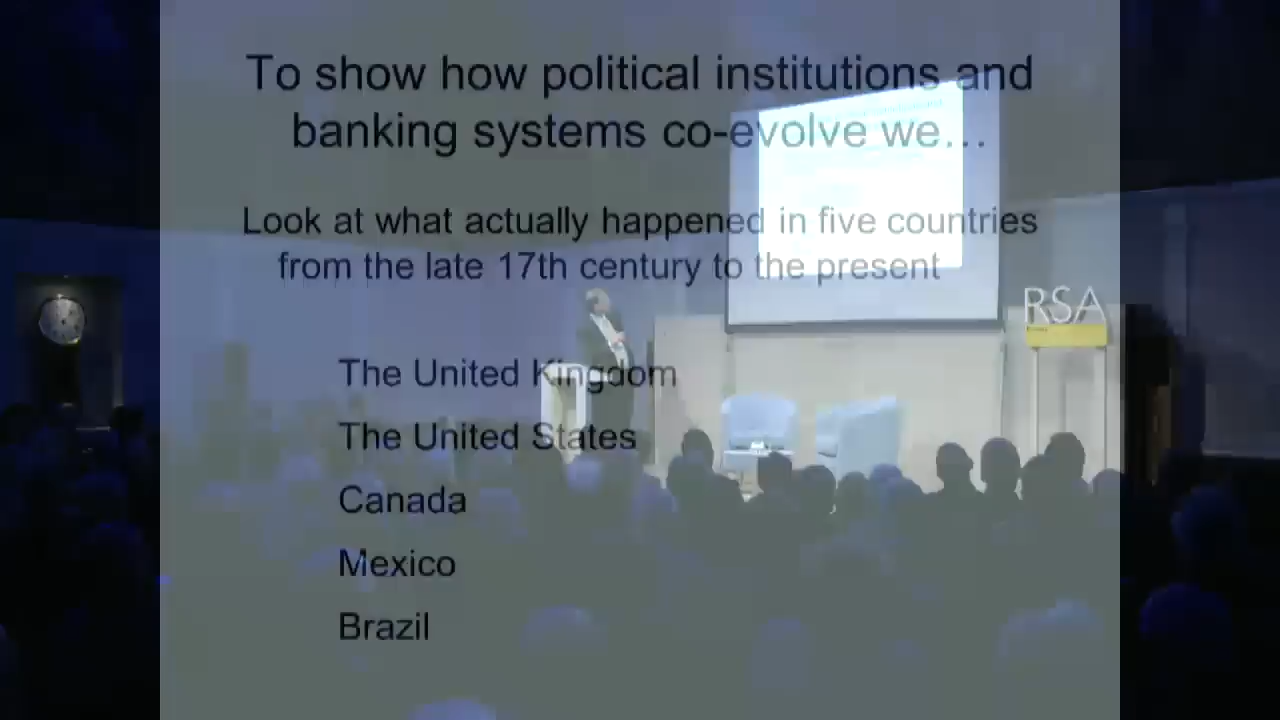 To show how political institutions and
banking systems co-evolve we…
Look at what actually happened in five countries
from the late 17th century to the present
The United Kingdom
The United States
Canada
Mexico
Brazil
RSA